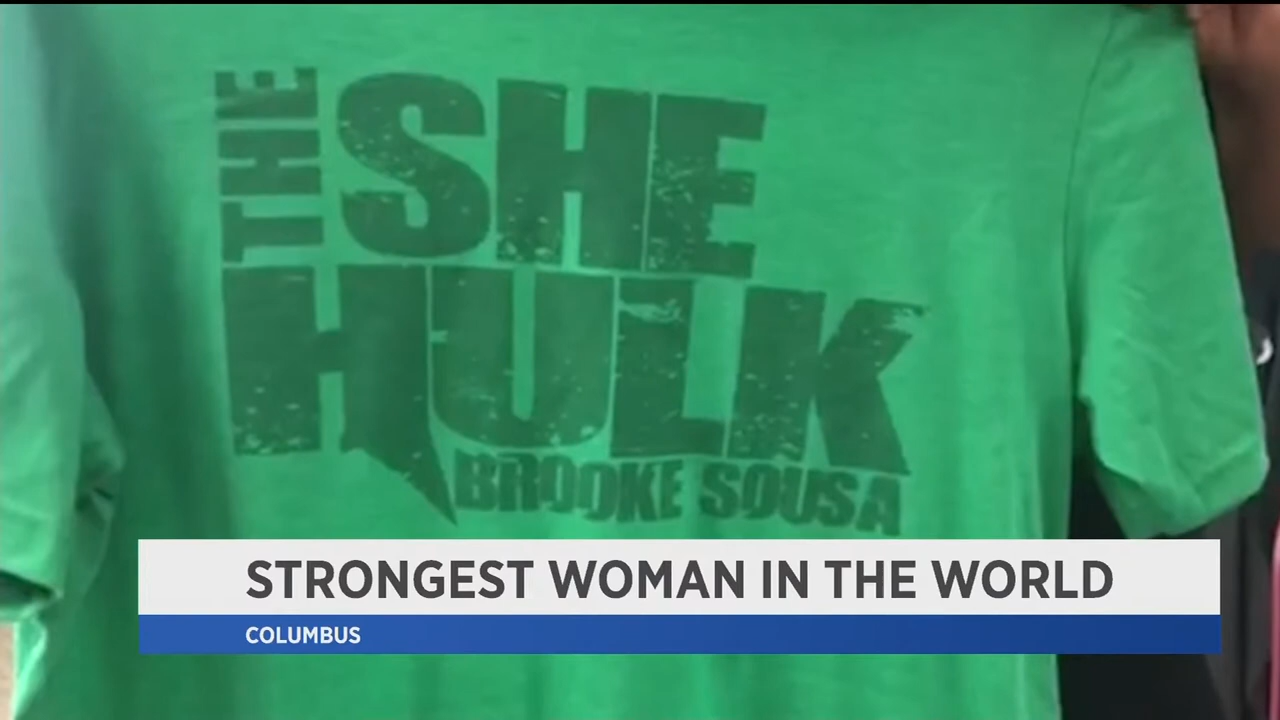 THE
SHE
HULK
BROOKE SOUSA
STRONGEST WOMAN IN THE WORLD
COLUMBUS